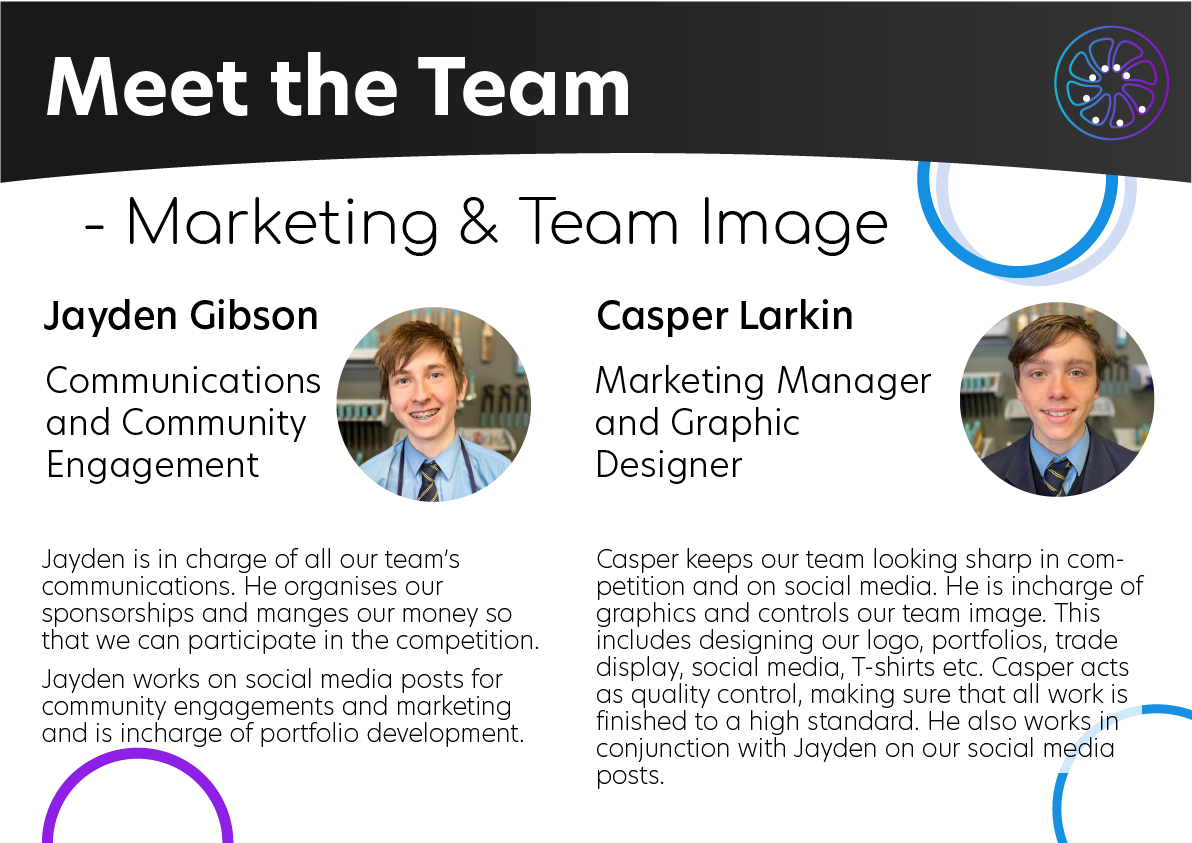 Meet the Team
- Marketing & Team Image
Jayden Gibson
Communications
and Community
Engagement
Jayden is in charge of all our team’s
communications. He organises our
sponsorships and manges our money so
that we can participate in the competition.
Jayden works on social media posts for
community engagements and marketing
and is incharge of portfolio development.
Casper Larkin
Marketing Manager
and Graphic
Designer
Casper keeps our team looking sharp in com-
petition and on social media. He is incharge of
graphics and controls our team image. This
includes designing our logo, portfolios, trade
display, social media, T-shirts etc. Casper acts
as quality control, making sure that all work is
finished to a high standard. He also works in
conjunction with Jayden on our social media
posts.